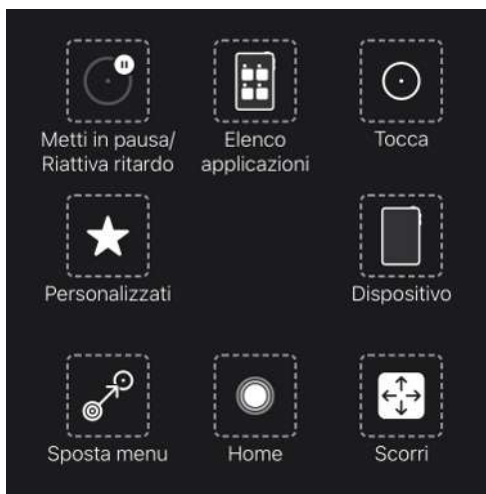 Metti in pausa/
Riattiva ritardo
Elenco
applicazioni
Tocca
Personalizzati
Dispositivo
Sposta menu
Home
Scorri